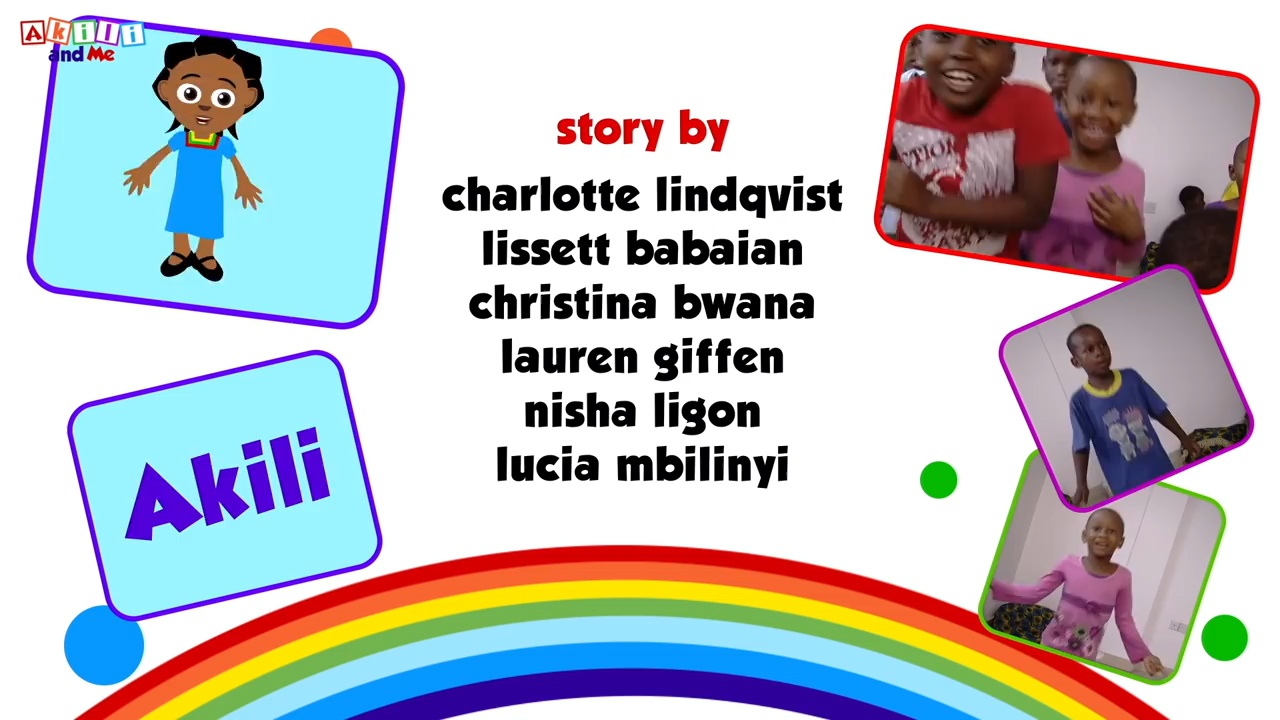 Akili
and Me
story by
charlotte lindqvist
lissett babaian
christina bwana
lauren giffen
nisha ligon
lucia mbilinyi
Akili